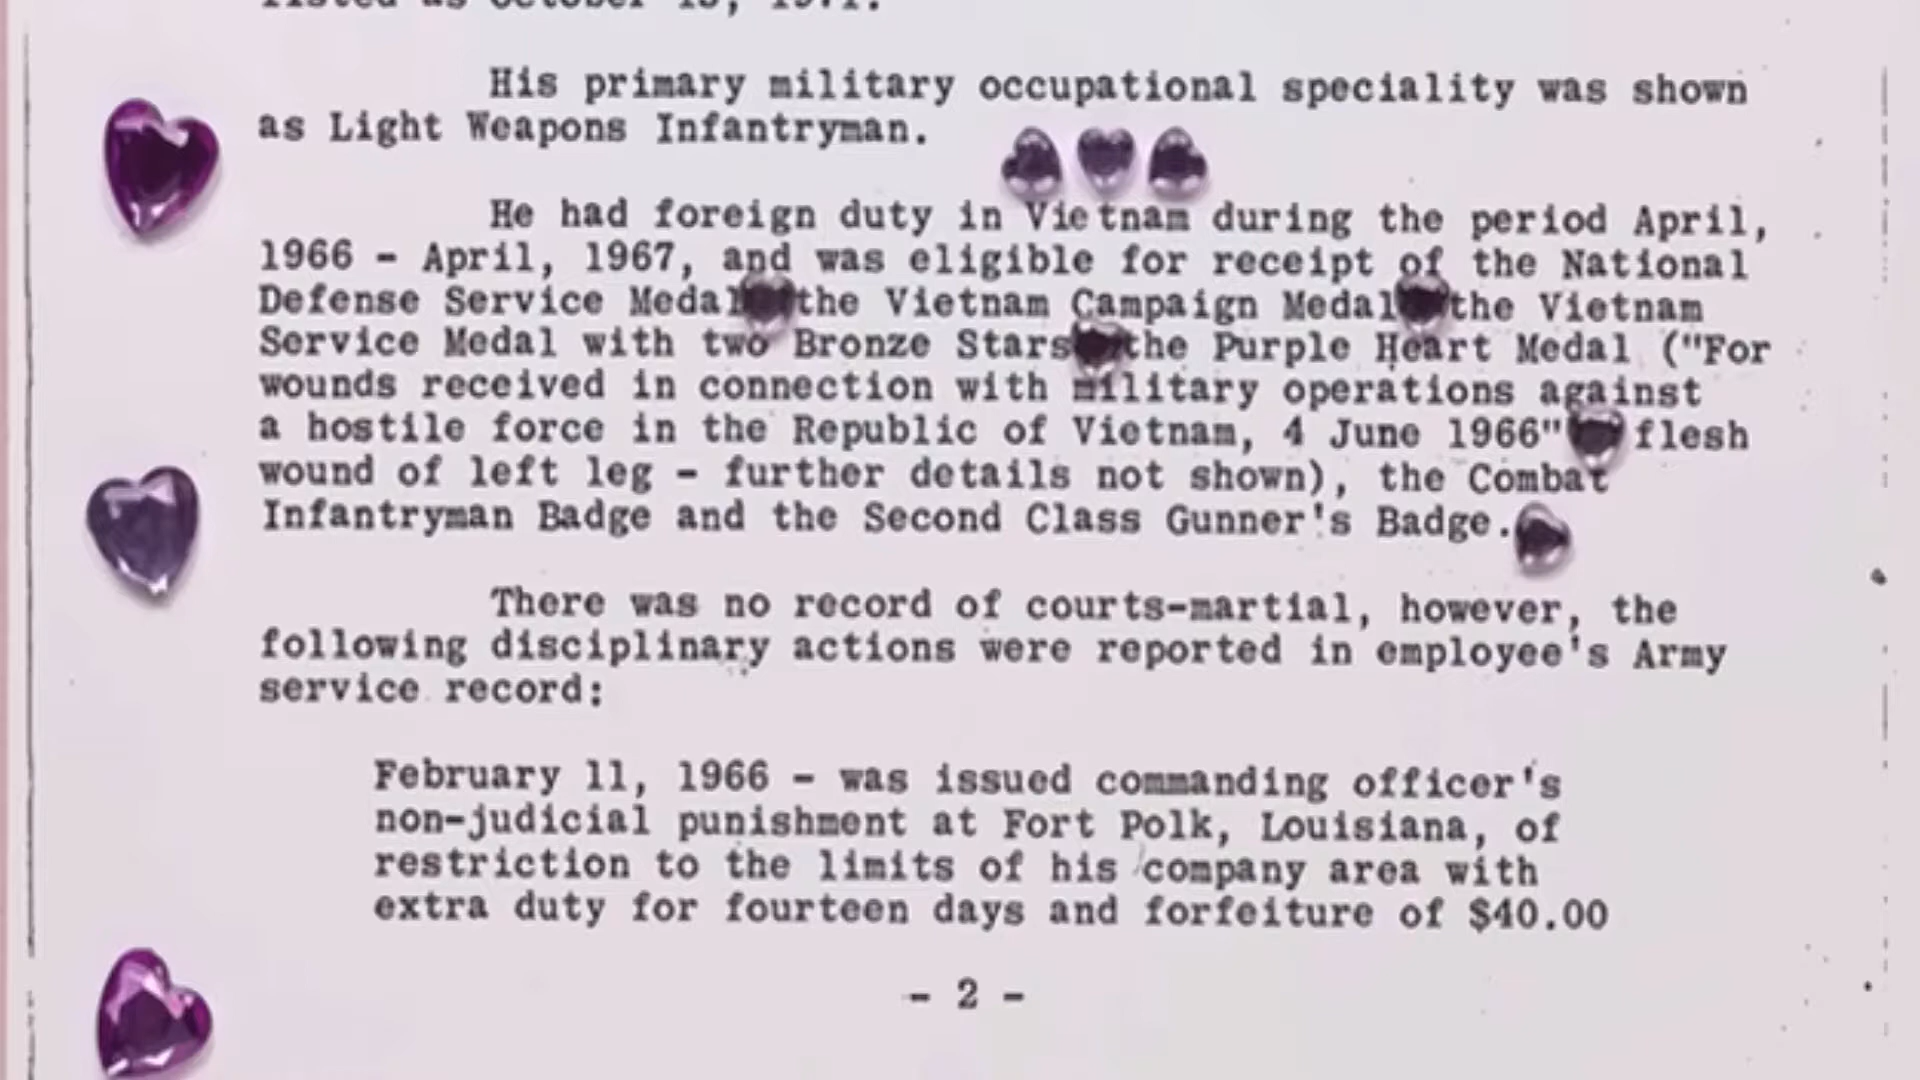 listed as October 13, 1971.
His primary military occupational speciality was shown
as Light Weapons Infantryman.
He had foreign duty in Vietnam during the period April,
1966 - April, 1967, and was eligible for receipt of the National
Defense Service Medal the Vietnam Campaign Medal the Vietnam
Service Medal with two Bronze Stars the Purple Heart Medal ("For
wounds received in connection with military operations against
a hostile force in the Republic of Vietnam, 4 June 1966" flesh
wound of left leg - further details not shown), the Combat
Infantryman Badge and the Second Class Gunner's Badge.
There was no record of courts-martial, however, the
following disciplinary actions were reported in employee's Army
service record:
February 11, 1966 - was issued commanding officer's
non-judicial punishment at Fort Polk, Louisiana, of
restriction to the limits of his company area with
extra duty for fourteen days and forfeiture of $40.00
- 2 -